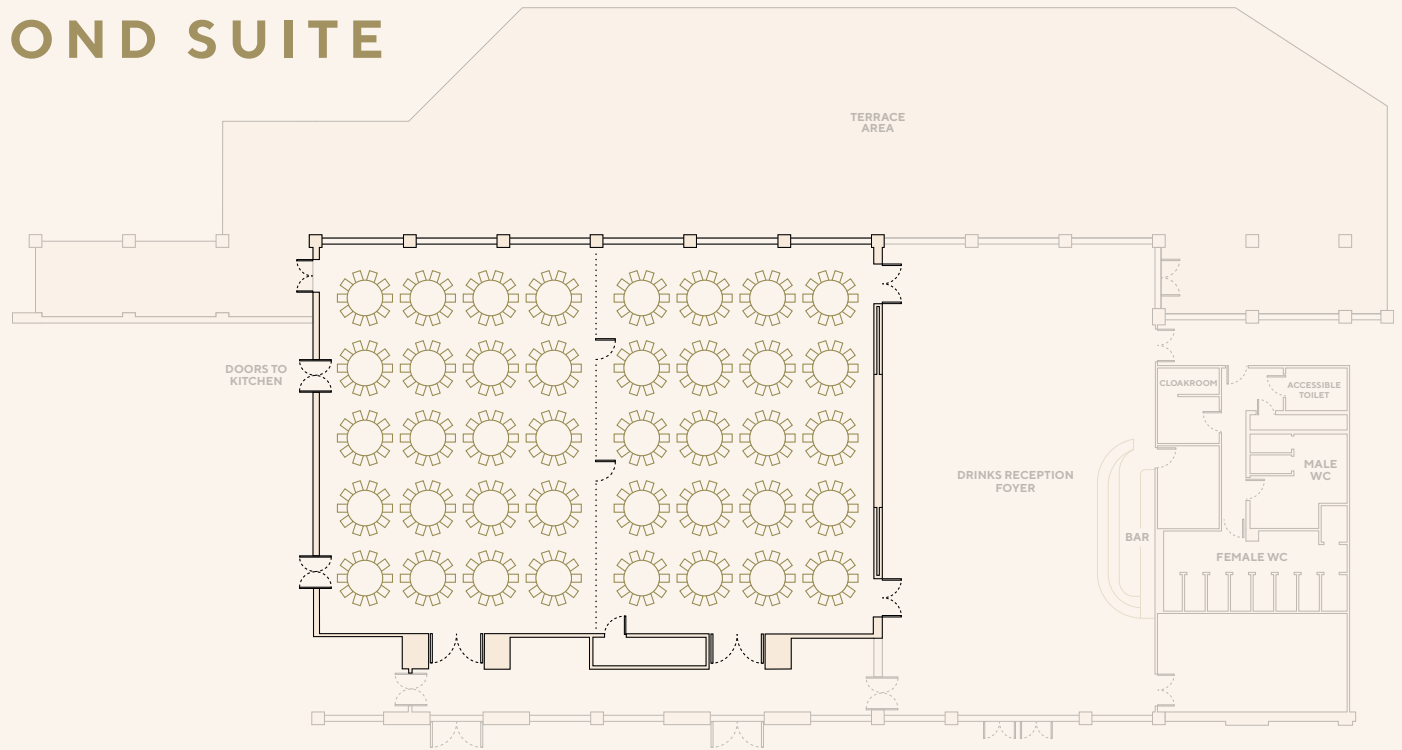 OND SUITE
TERRACE
AREA
DOORS TO
KITCHEN
CLOAKROOM
ACCESSIBLE
TOILET
DRINKS RECEPTION
FOYER
MALE
WC
BAR
FEMALE WC